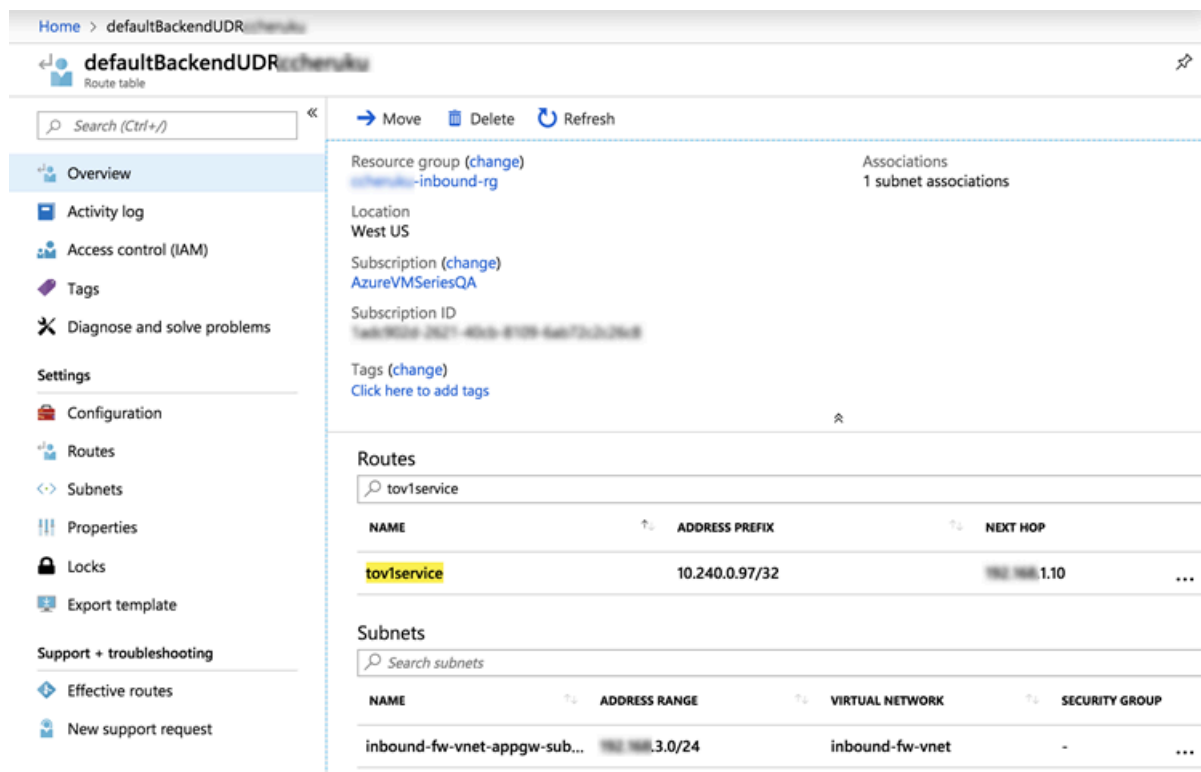 Home > defaultBackendUDR
defaultBackendUDR
Route table
Search (Ctrl+/)
«
Move Delete Refresh
Overview
Activity log
Access control (IAM)
Tags
Diagnose and solve problems
Settings
Configuration
Routes
Subnets
Properties
Locks
Export template
Support + troubleshooting
Effective routes
New support request
Resource group (change)
-inbound-rg
Location
West US
Subscription (change)
AzureVMSeriesQA
Subscription ID
Tags (change)
Click here to add tags
Associations
1 subnet associations
Routes
tov1service
NAME ADDRESS PREFIX NEXT HOP
tov1service 10.240.0.97/32 .1.10 ...
Subnets
Search subnets
NAME ADDRESS RANGE VIRTUAL NETWORK SECURITY GROUP
inbound-fw-vnet-appgw-sub... .3.0/24 inbound-fw-vnet - ...